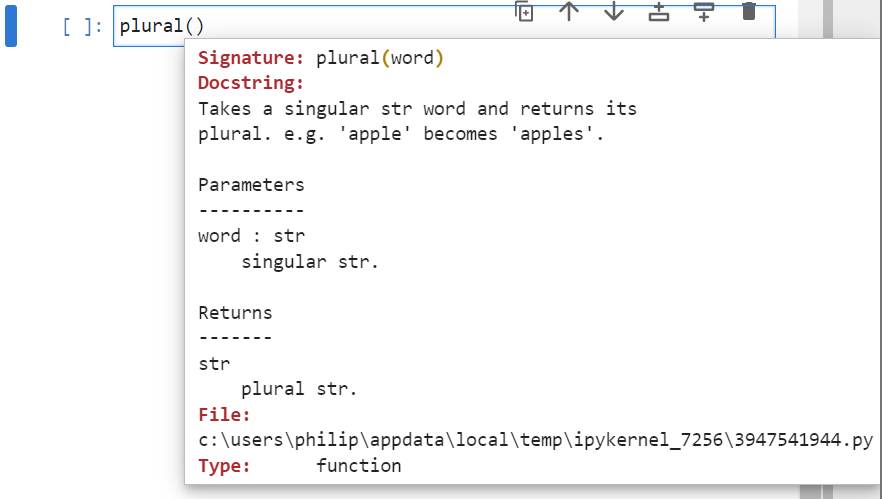 [ ]: plural()
Signature: plural(word)
Docstring:
Takes a singular str word and returns its
plural. e.g. 'apple' becomes 'apples'.
Parameters
----------
word : str
    singular str.
Returns
-------
str
    plural str.
File:
c:\users\philip\appdata\local\temp\ipykernel_7256\3947541944.py
Type:      function